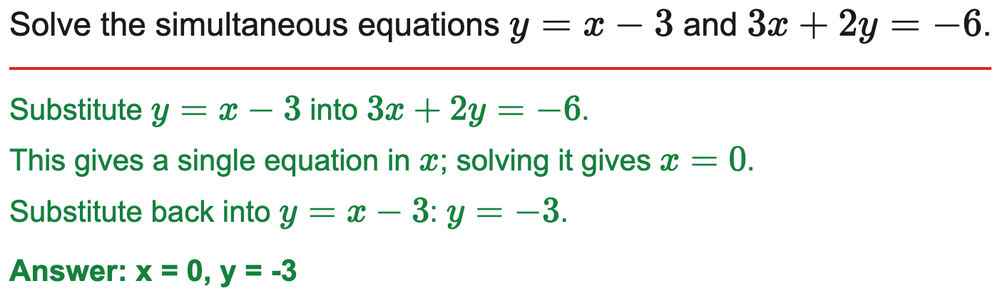 Solve the simultaneous equations y = x − 3 and 3x + 2y = −6.
Substitute y = x − 3 into 3x + 2y = −6.
This gives a single equation in x; solving it gives x = 0.
Substitute back into y = x − 3: y = −3.
Answer: x = 0, y = -3